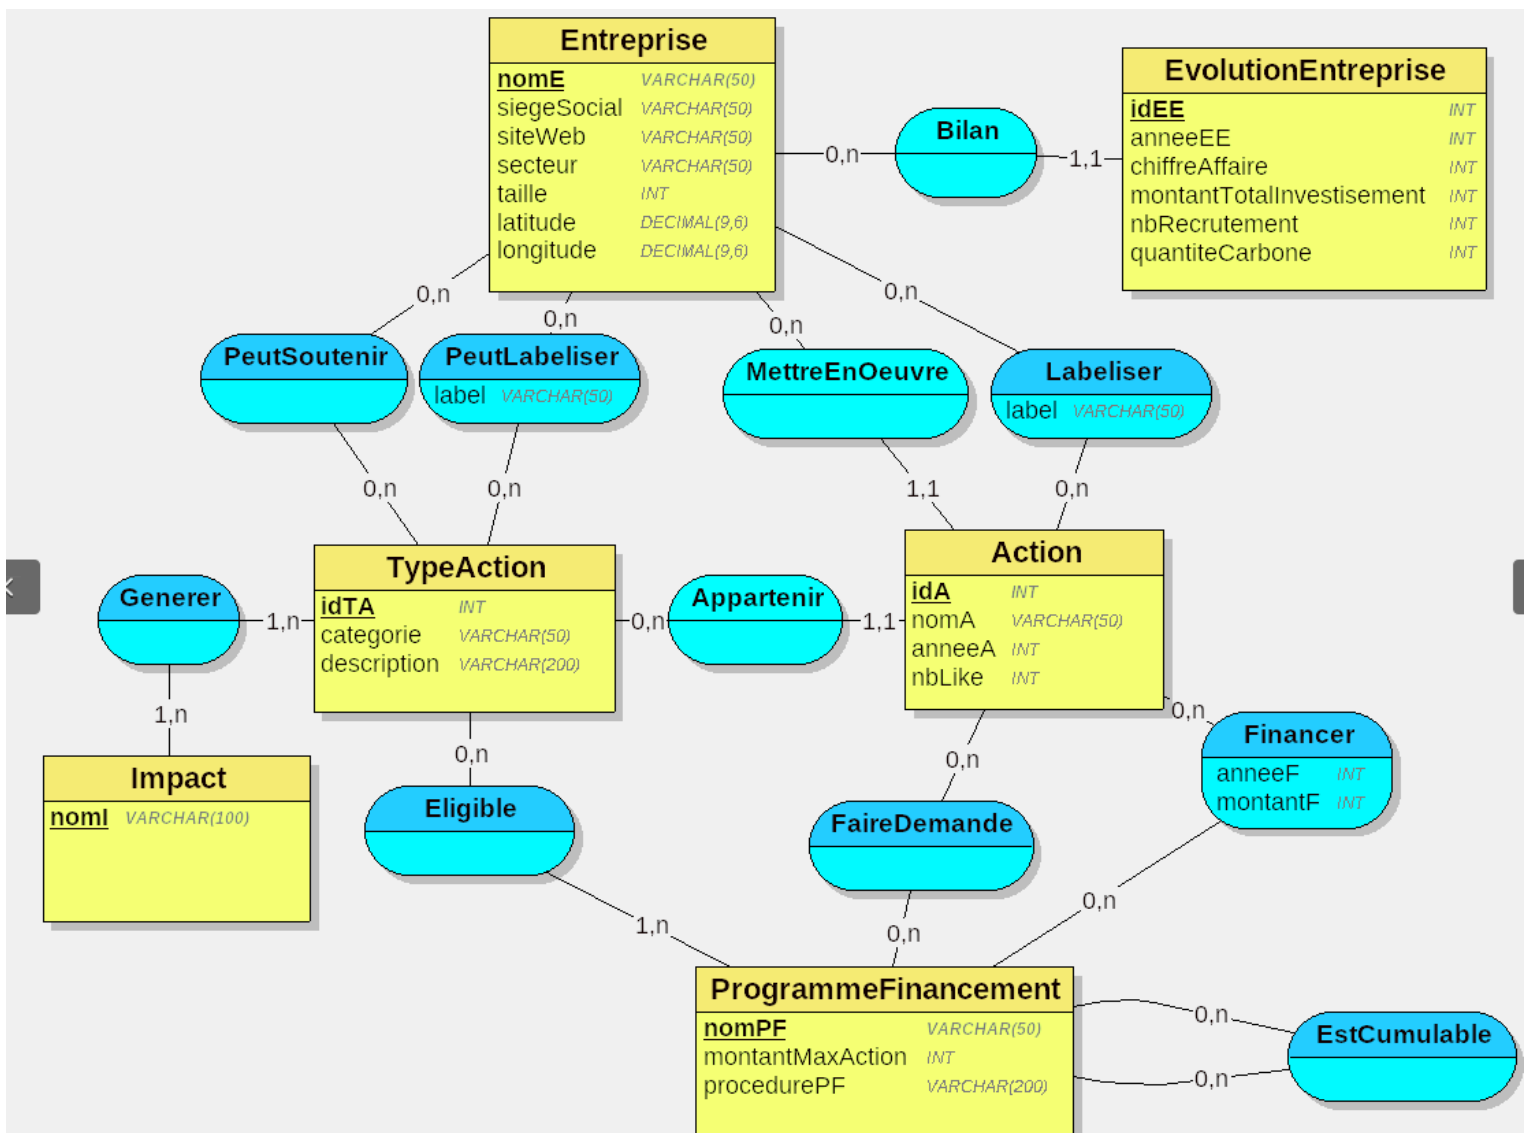 Entreprise
nomE VARCHAR(50)
siegeSocial VARCHAR(50)
siteWeb VARCHAR(50)
secteur VARCHAR(50)
taille INT
latitude DECIMAL(9,6)
longitude DECIMAL(9,6)
EvolutionEntreprise
idEE INT
anneeEE INT
chiffreAffaire INT
montantTotalInvestisement INT
nbRecrutement INT
quantiteCarbone INT
0,n
Bilan
1,1
0,n
0,n
0,n
0,n
PeutSoutenir
PeutLabeliser
label VARCHAR(50)
MettreEnOeuvre
Labeliser
label VARCHAR(50)
0,n
0,n
1,1
0,n
Generer
1,n
TypeAction
idTA INT
categorie VARCHAR(50)
description VARCHAR(200)
0,n
Appartenir
1,1
Action
idA INT
nomA VARCHAR(50)
anneeA INT
nbLike INT
1,n
0,n
0,n
0,n
Impact
nomI VARCHAR(100)
Eligible
FaireDemande
Financer
anneeF INT
montantF INT
1,n
0,n
0,n
ProgrammeFinancement
nomPF VARCHAR(50)
montantMaxAction INT
procedurePF VARCHAR(200)
0,n
EstCumulable
0,n